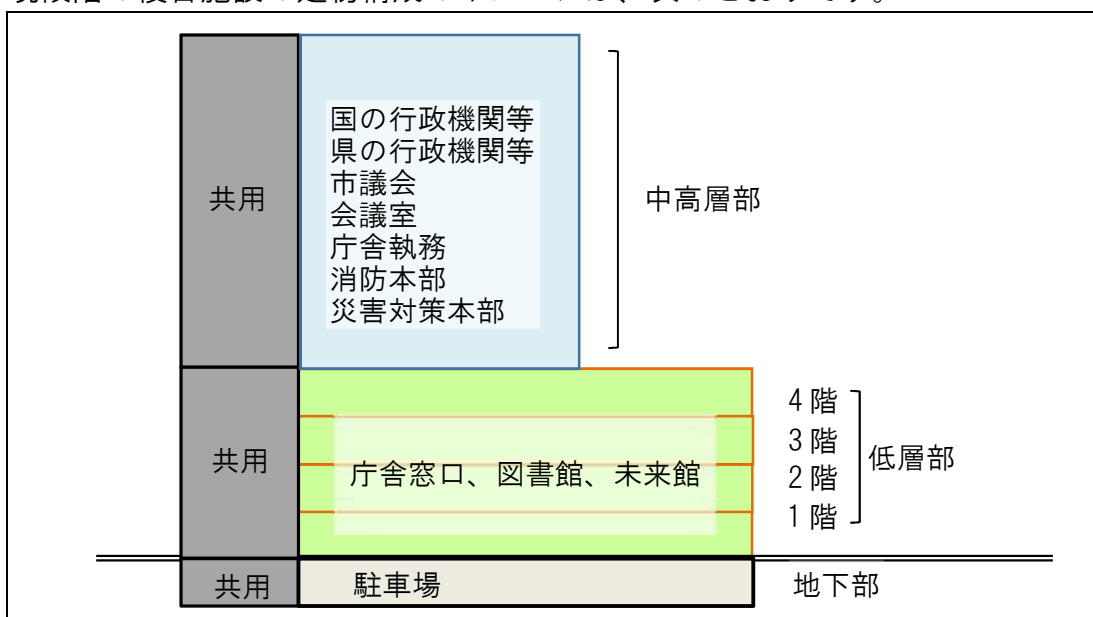 共用
国の行政機関等
県の行政機関等
市議会
会議室
庁舎執務
消防本部
災害対策本部
中高層部
共用
庁舎窓口、図書館、未来館
4階
3階
2階
1階
低層部
共用
駐車場
地下部